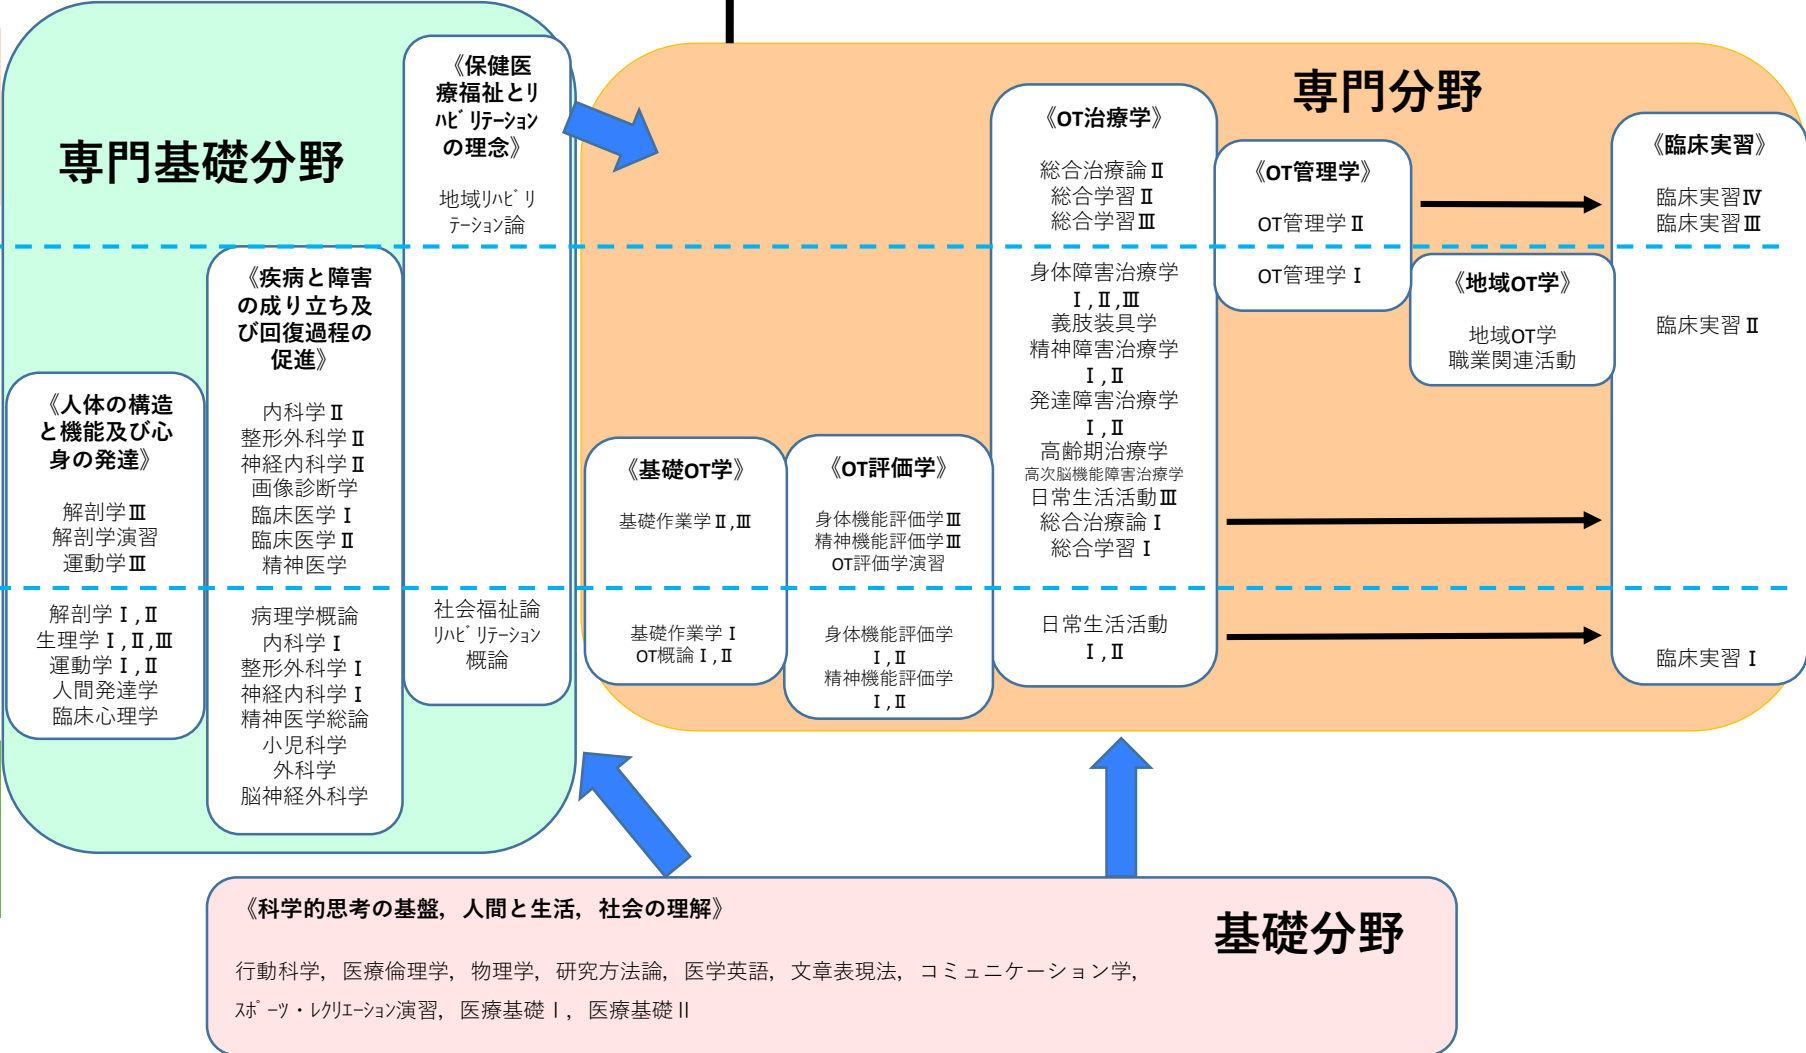 専門基礎分野
《人体の構造
と機能及び心
身の発達》
解剖学Ⅲ
解剖学演習
運動学Ⅲ
解剖学Ⅰ,Ⅱ
生理学Ⅰ,Ⅱ,Ⅲ
運動学Ⅰ,Ⅱ
人間発達学
臨床心理学
《疾病と障害
の成り立ち及
び回復過程の
促進》
内科学Ⅱ
整形外科学Ⅱ
神経内科学Ⅱ
画像診断学
臨床医学Ⅰ
臨床医学Ⅱ
精神医学
病理学概論
内科学Ⅰ
整形外科学Ⅰ
神経内科学Ⅰ
精神医学総論
小児科学
外科学
脳神経外科学
《保健医
療福祉とリ
ﾊﾋﾞﾘﾃｰｼｮﾝ
の理念》
地域ﾘﾊﾋﾞﾘ
ﾃｰｼｮﾝ論
社会福祉論
ﾘﾊﾋﾞﾘﾃｰｼｮﾝ
概論
専門分野
《基礎OT学》
基礎作業学Ⅱ,Ⅲ
基礎作業学Ⅰ
OT概論Ⅰ,Ⅱ
《OT評価学》
身体機能評価学Ⅲ
精神機能評価学Ⅲ
OT評価学演習
身体機能評価学
Ⅰ,Ⅱ
精神機能評価学
Ⅰ,Ⅱ
《OT治療学》
総合治療論Ⅱ
総合学習Ⅱ
総合学習Ⅲ
身体障害治療学
Ⅰ,Ⅱ,Ⅲ
義肢装具学
精神障害治療学
Ⅰ,Ⅱ
発達障害治療学
Ⅰ,Ⅱ
高齢期治療学
高次脳機能障害治療学
日常生活活動Ⅲ
総合治療論Ⅰ
総合学習Ⅰ
日常生活活動
Ⅰ,Ⅱ
《OT管理学》
OT管理学Ⅱ
OT管理学Ⅰ
《地域OT学》
地域OT学
職業関連活動
《臨床実習》
臨床実習Ⅳ
臨床実習Ⅲ
臨床実習Ⅱ
臨床実習Ⅰ
《科学的思考の基盤，人間と生活，社会の理解》
基礎分野
行動科学，医療倫理学，物理学，研究方法論，医学英語，文章表現法，コミュニケーション学，
ｽﾎﾟｰﾂ・ﾚｸﾘｴｰｼｮﾝ演習，医療基礎Ⅰ，医療基礎Ⅱ